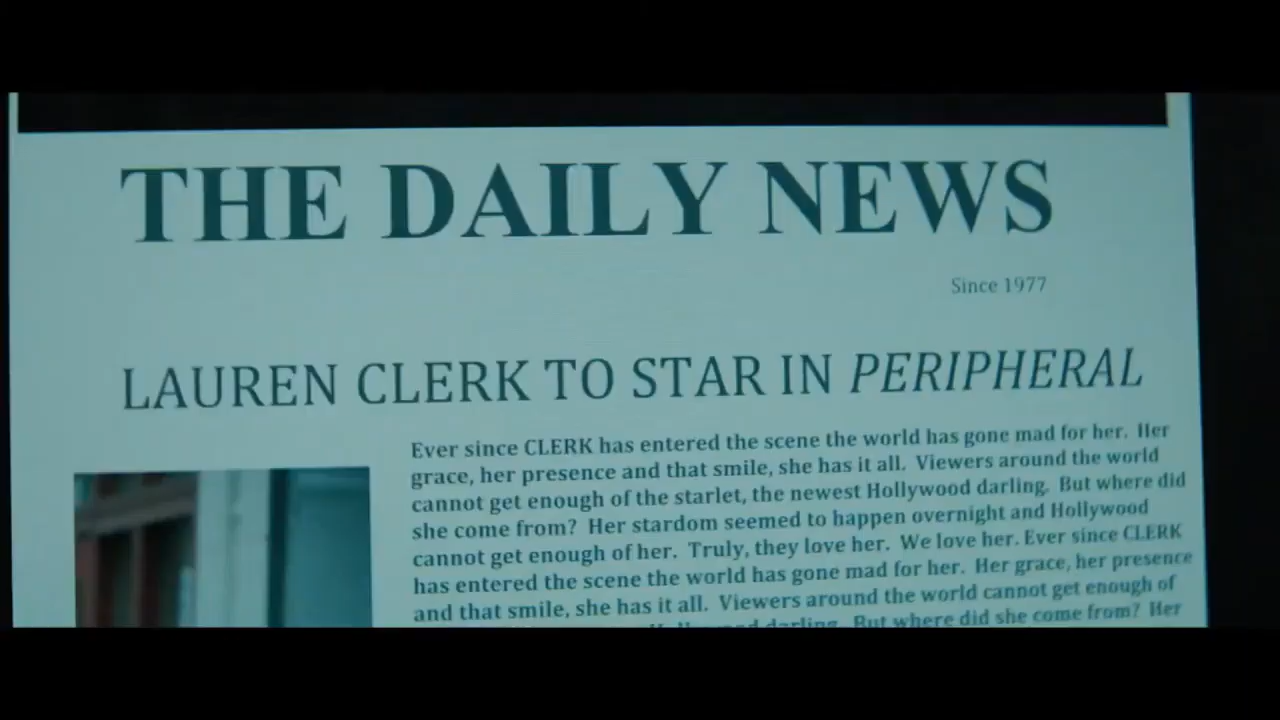 THE DAILY NEWS
Since 1977
LAUREN CLERK TO STAR IN PERIPHERAL
Ever since CLERK has entered the scene the world has gone mad for her. Her
grace, her presence and that smile, she has it all. Viewers around the world
cannot get enough of the starlet, the newest Hollywood darling. But where did
she come from? Her stardom seemed to happen overnight and Hollywood
cannot get enough of her. Truly, they love her. We love her. Ever since CLERK
has entered the scene the world has gone mad for her. Her grace, her presence
and that smile, she has it all. Viewers around the world cannot get enough of
darling. But where did she come from? Her